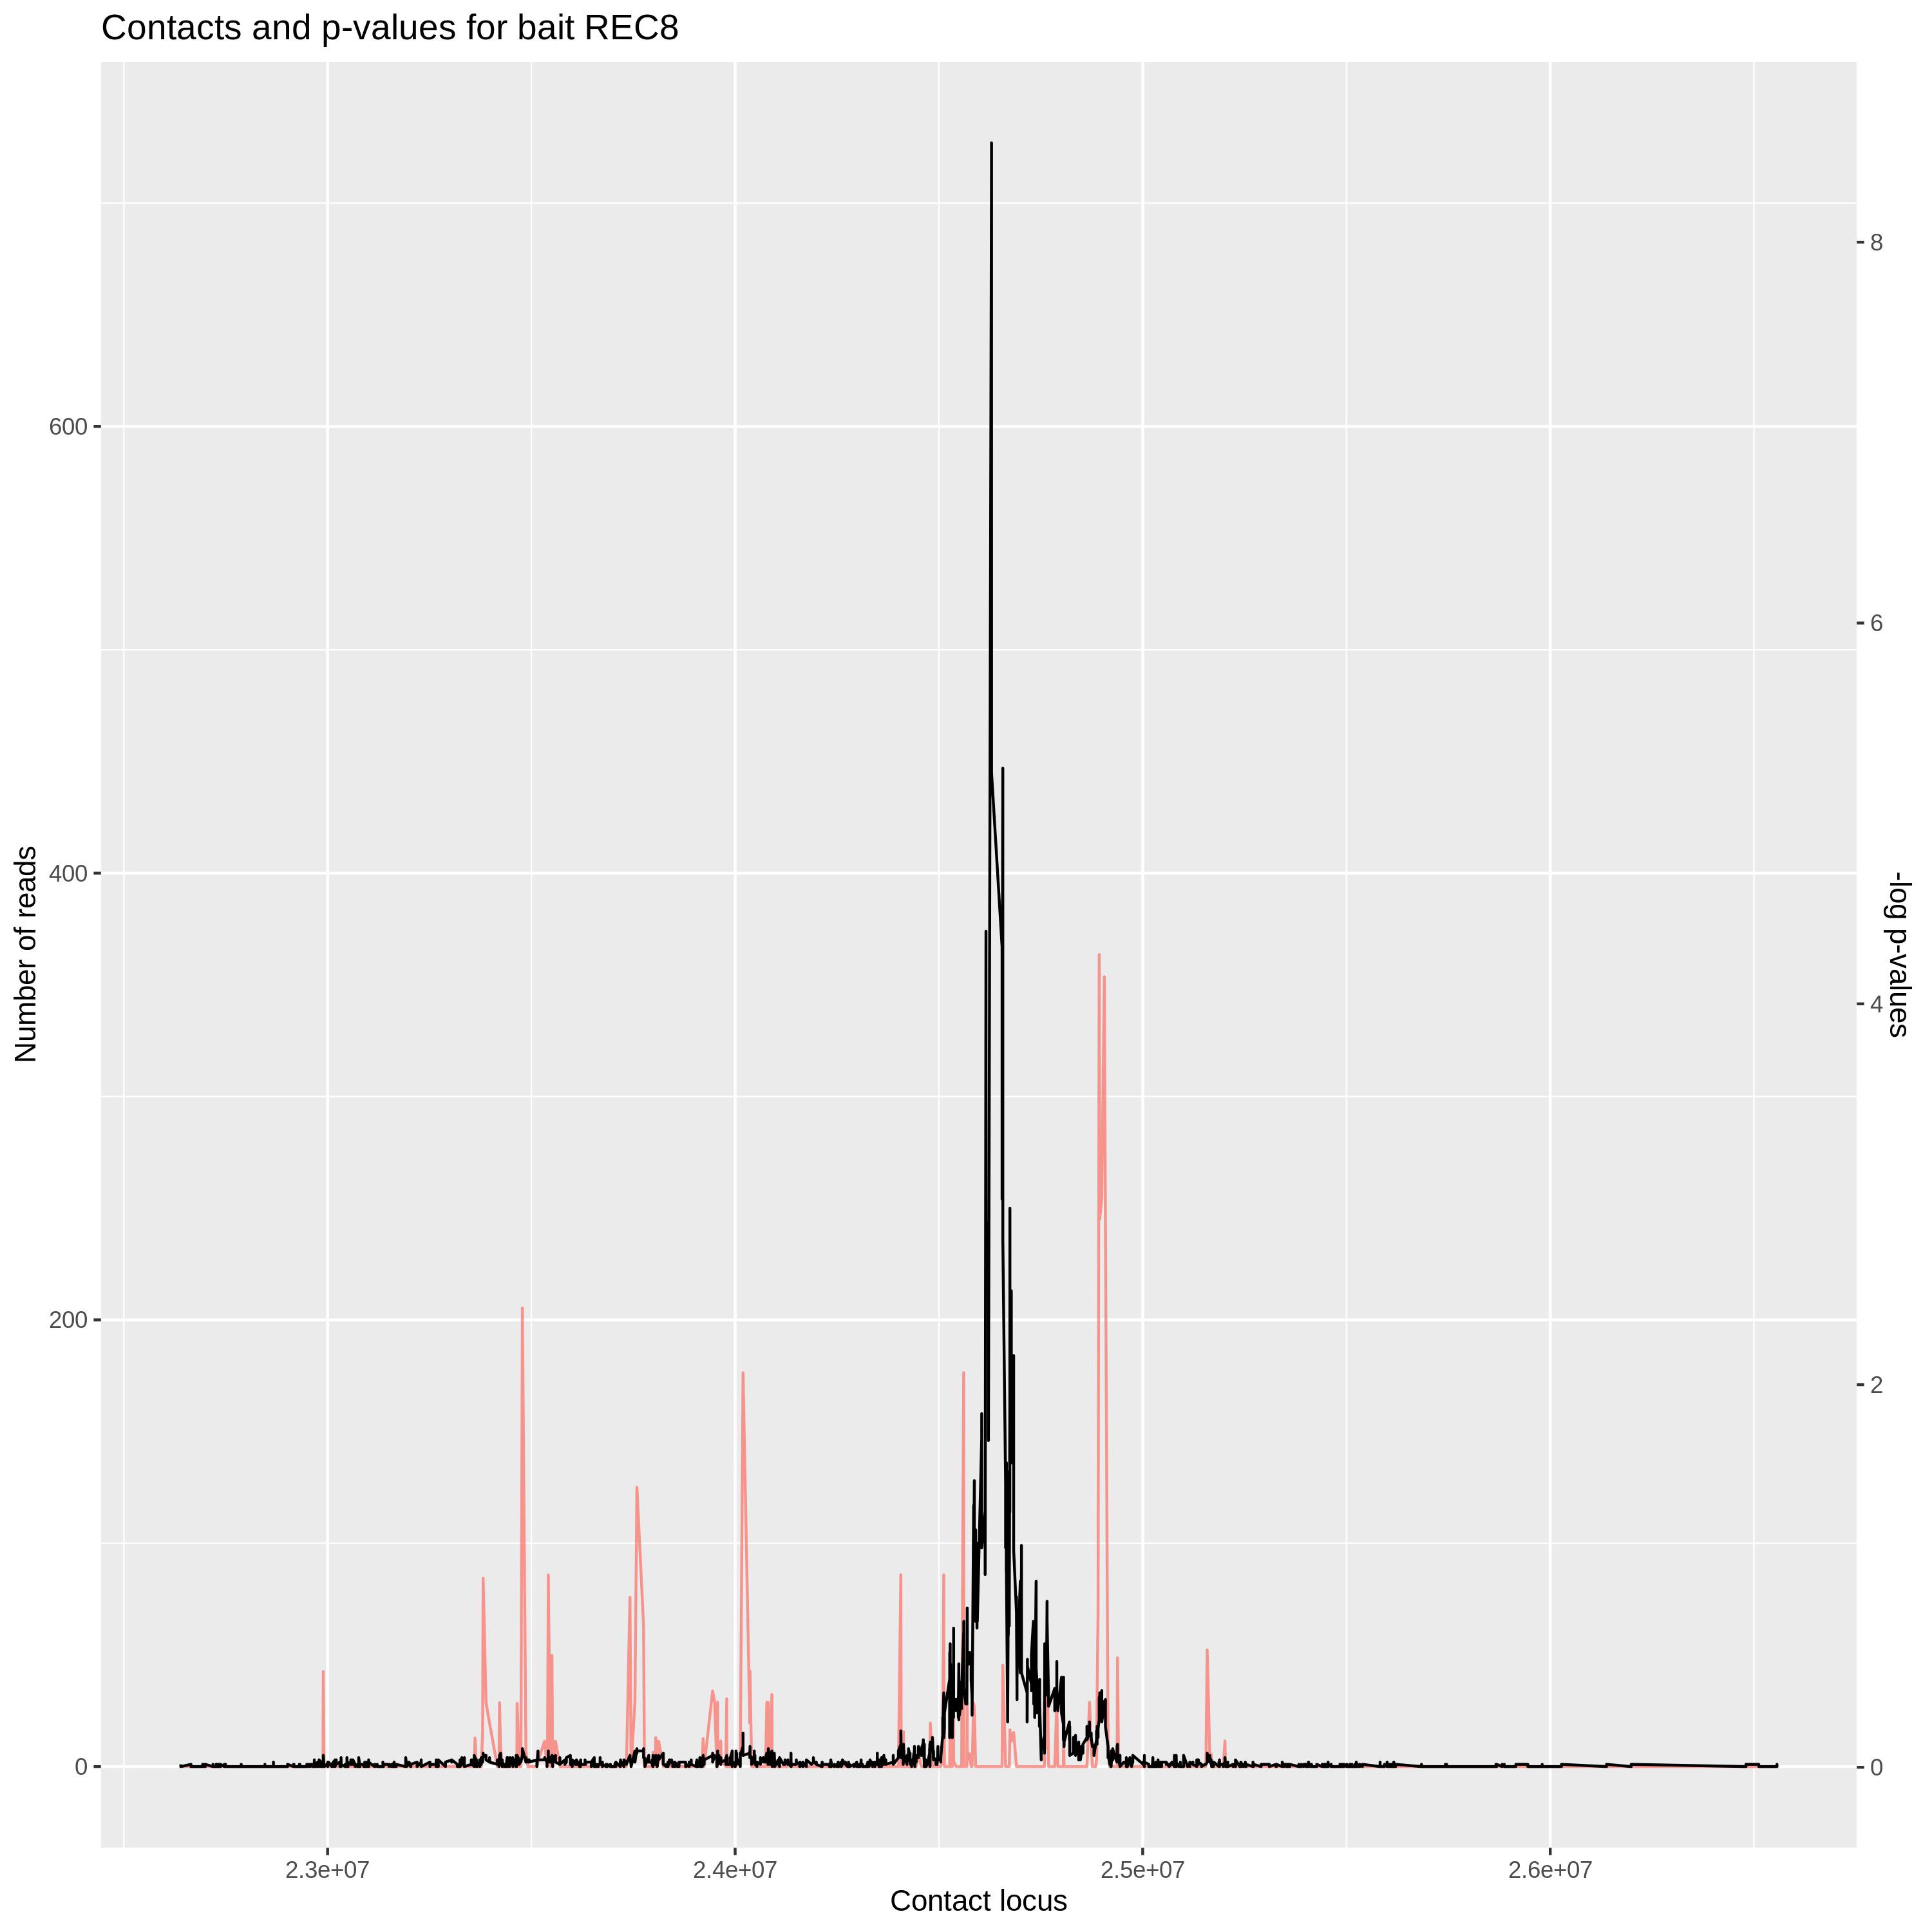 Contacts and p-values for bait REC8
Number of reads
600
400
200
0
8
6
4
2
0
-log p-values
2.3e+07
2.4e+07
2.5e+07
2.6e+07
Contact locus